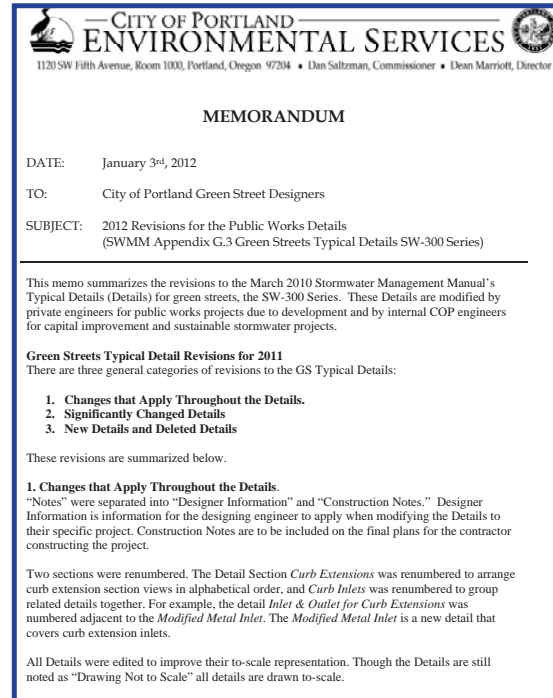 CITY OF PORTLAND
ENVIRONMENTAL SERVICES
1120 SW Fifth Avenue, Room 1000, Portland, Oregon 97204 • Dan Saltzman, Commissioner • Dean Marriott, Director
MEMORANDUM
DATE: January 3rd, 2012
TO: City of Portland Green Street Designers
SUBJECT: 2012 Revisions for the Public Works Details
(SWMM Appendix G.3 Green Streets Typical Details SW-300 Series)
This memo summarizes the revisions to the March 2010 Stormwater Management Manual's
Typical Details (Details) for green streets, the SW-300 Series. These Details are modified by
private engineers for public works projects due to development and by internal COP engineers
for capital improvement and sustainable stormwater projects.
Green Streets Typical Detail Revisions for 2011
There are three general categories of revisions to the GS Typical Details:
1. Changes that Apply Throughout the Details.
2. Significantly Changed Details
3. New Details and Deleted Details
These revisions are summarized below.
1. Changes that Apply Throughout the Details.
"Notes" were separated into "Designer Information" and "Construction Notes." Designer
Information is information for the designing engineer to apply when modifying the Details to
their specific project. Construction Notes are to be included on the final plans for the contractor
constructing the project.
Two sections were renumbered. The Detail Section Curb Extensions was renumbered to arrange
curb extension section views in alphabetical order, and Curb Inlets was renumbered to group
related details together. For example, the detail Inlet & Outlet for Curb Extensions was
numbered adjacent to the Modified Metal Inlet. The Modified Metal Inlet is a new detail that
covers curb extension inlets.
All Details were edited to improve their to-scale representation. Though the Details are still
noted as "Drawing Not to Scale" all details are drawn to-scale.